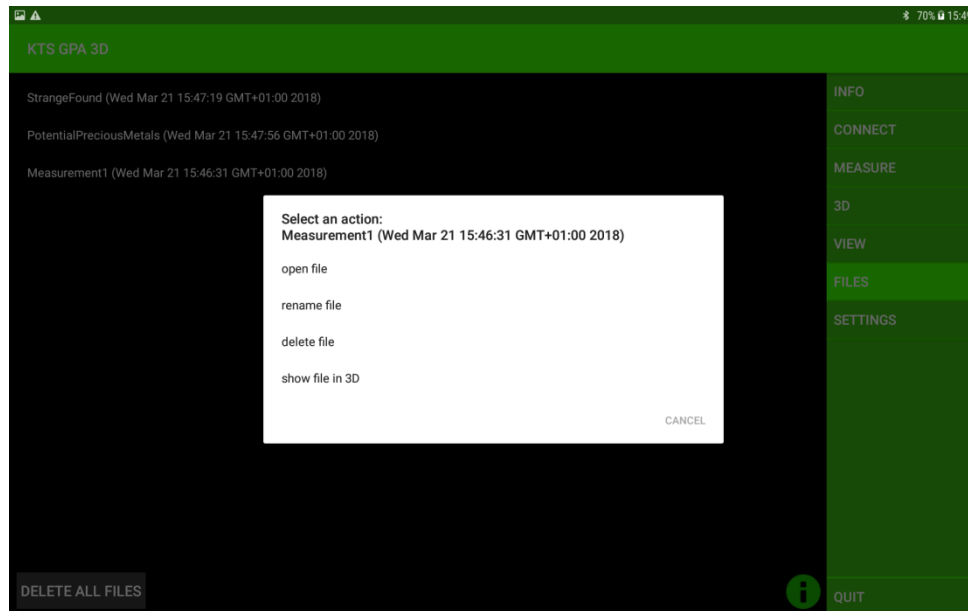 70% 15:49
KTS GPA 3D
StrangeFound (Wed Mar 21 15:47:19 GMT+01:00 2018)
PotentialPreciousMetals (Wed Mar 21 15:47:56 GMT+01:00 2018)
Measurement1 (Wed Mar 21 15:46:31 GMT+01:00 2018)
Select an action:
Measurement1 (Wed Mar 21 15:46:31 GMT+01:00 2018)
open file
rename file
delete file
show file in 3D
CANCEL
INFO
CONNECT
MEASURE
3D
VIEW
FILES
SETTINGS
DELETE ALL FILES
QUIT